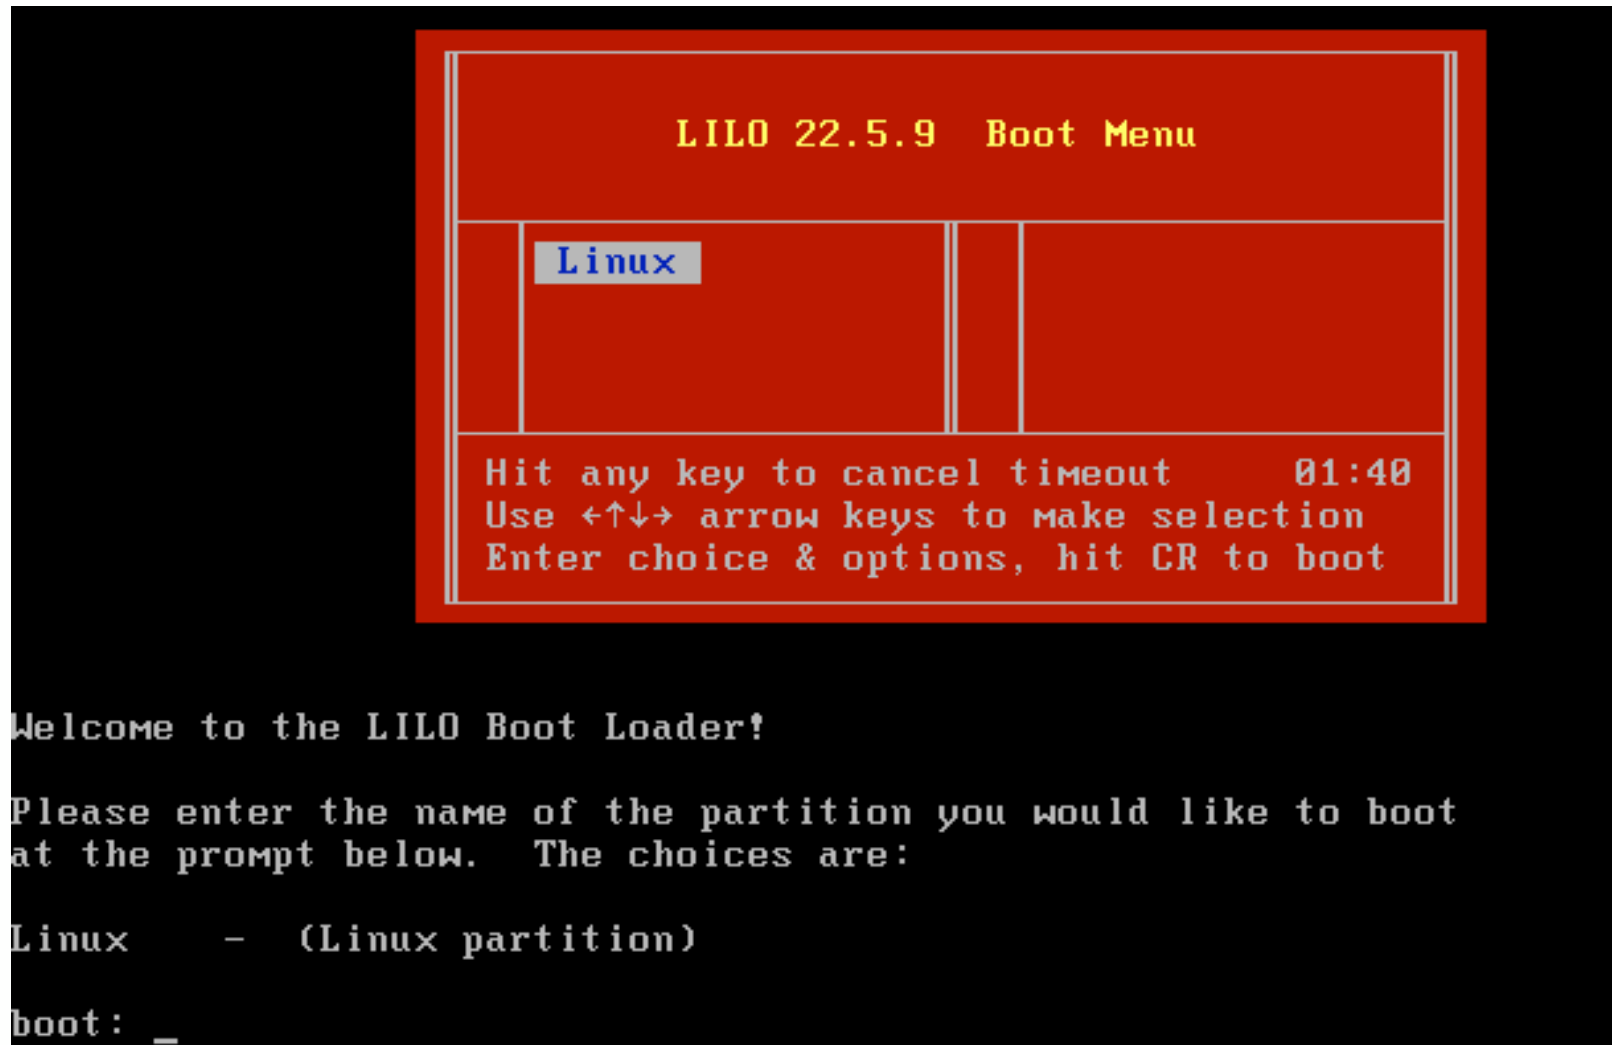 LILO 22.5.9  Boot Menu
Linux
Hit any key to cancel timeout     01:40
Use ←↑↓→ arrow keys to make selection
Enter choice & options, hit CR to boot
Welcome to the LILO Boot Loader!
Please enter the name of the partition you would like to boot
at the prompt below.  The choices are:
Linux    -  (Linux partition)
boot: _